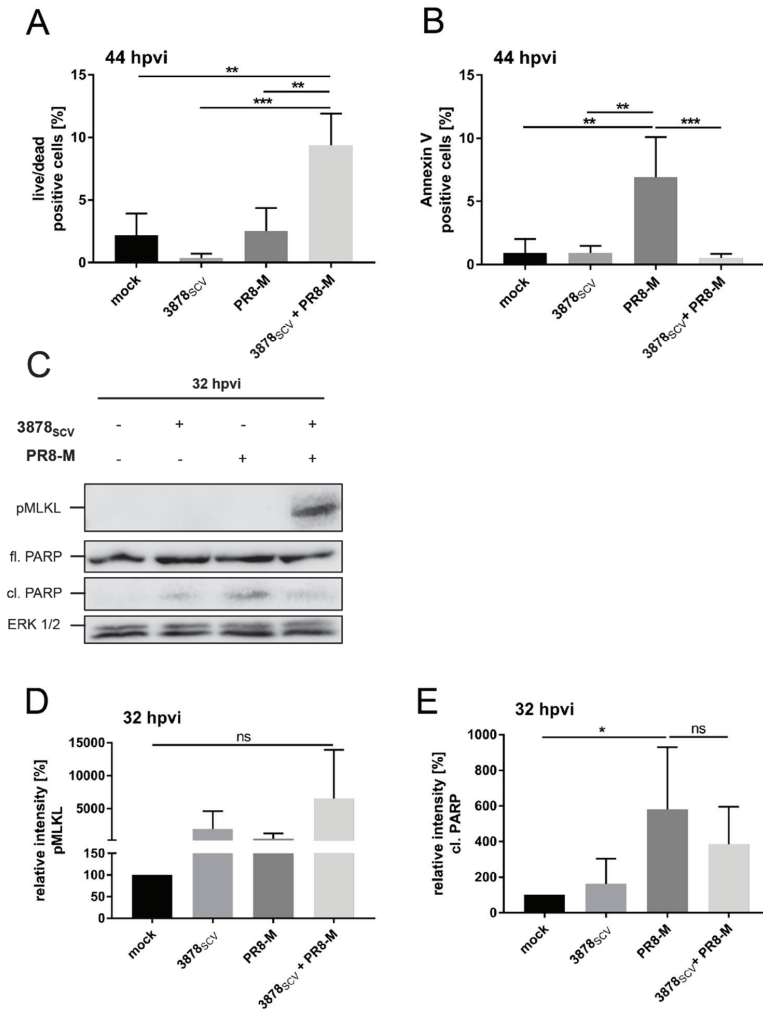 A
44 hpvi
live/dead
positive cells [%]
15
10
5
0
**
**
***
mock
3878SCV
PR8-M
3878SCV + PR8-M
B
44 hpvi
Annexin V
positive cells [%]
15
10
5
0
**
**
***
mock
3878SCV
PR8-M
3878SCV + PR8-M
C
32 hpvi
3878SCV - + - +
PR8-M - - + +
pMLKL
fl. PARP
cl. PARP
ERK 1/2
D
32 hpvi
relative intensity [%]
pMLKL
15000
10000
5000
150
100
50
0
ns
mock
3878SCV
PR8-M
3878SCV + PR8-M
E
32 hpvi
relative intensity [%]
cl. PARP
1000
800
600
400
200
0
*
ns
mock
3878SCV
PR8-M
3878SCV + PR8-M